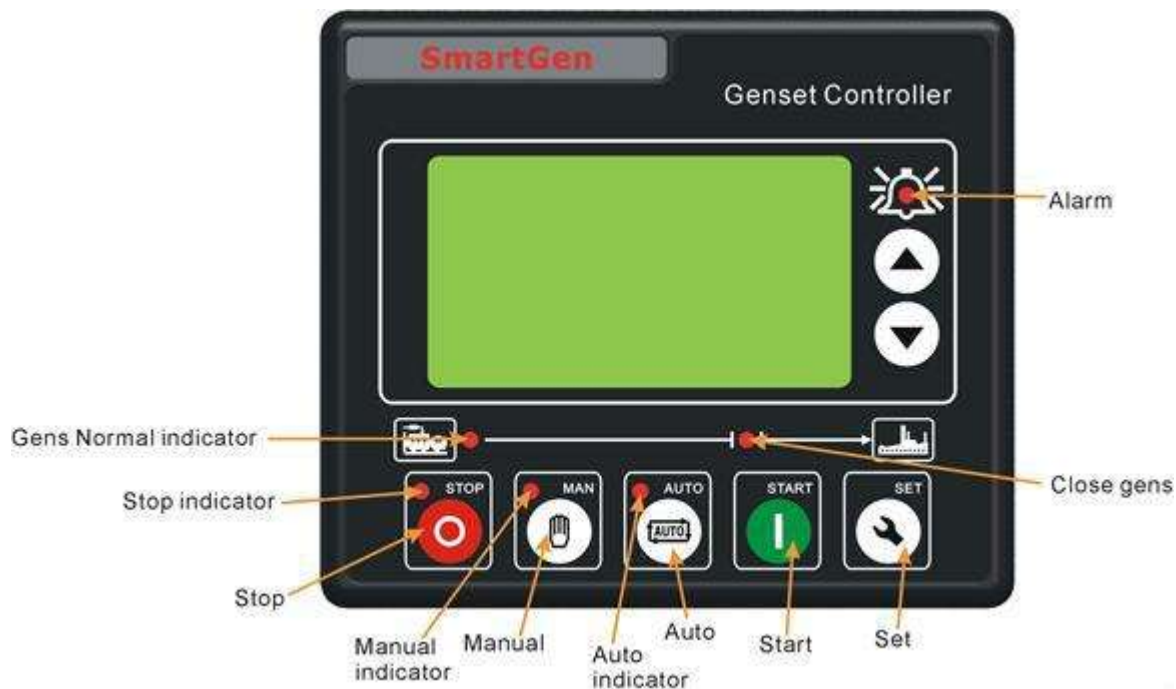 SmartGen
Genset Controller
Alarm
Gens Normal indicator
Close gens
Stop indicator
STOP
MAN
AUTO
START
SET
AUTO
Stop
Manual
indicator
Manual
Auto
indicator
Auto
Start
Set